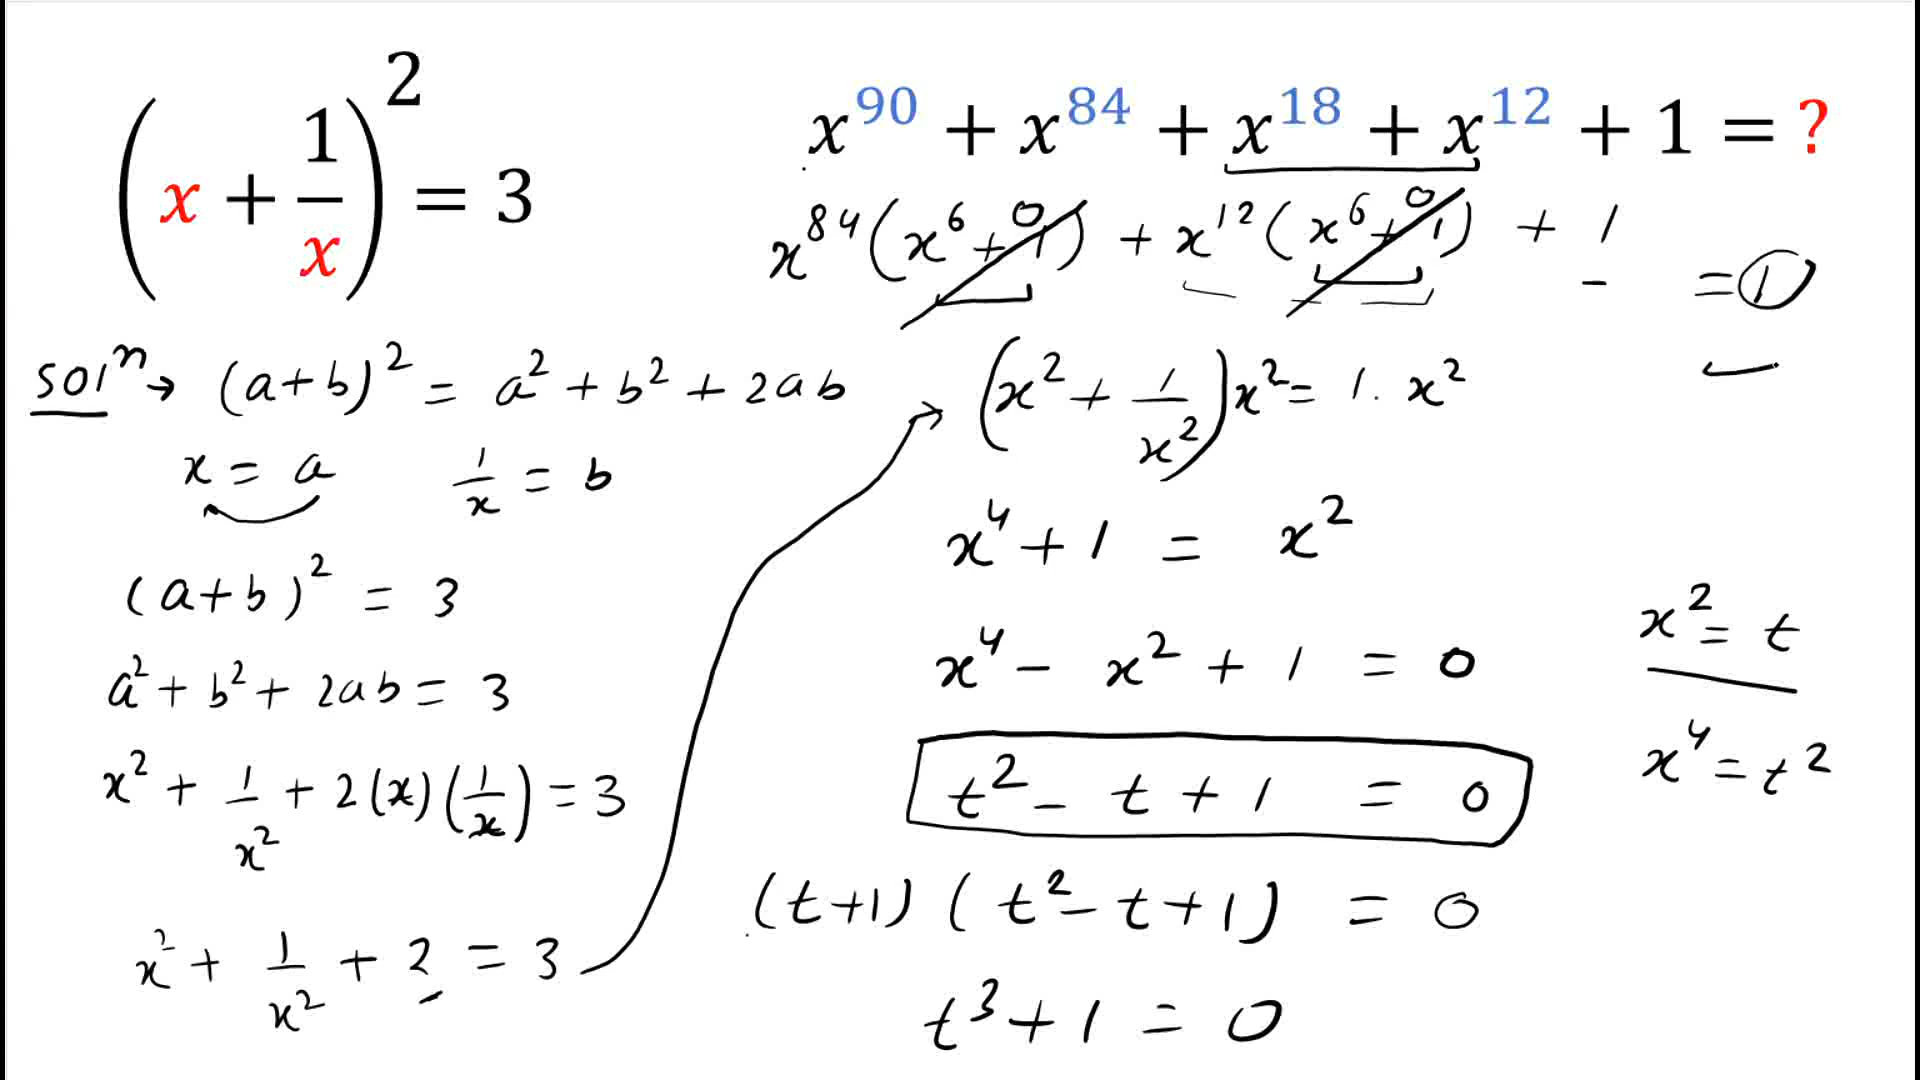 (x + 1/x)² = 3
x⁹⁰ + x⁸⁴ + x¹⁸ + x¹² + 1 = ?
x⁸⁴(x⁶ + 1) 0 + x¹²(x⁶ + 1) 0 + 1 = 1
solⁿ → (a+b)² = a² + b² + 2ab
x = a 1/x = b
(a+b)² = 3
a² + b² + 2ab = 3
x² + 1/x² + 2(x)(1/x) = 3
x² + 1/x² + 2 = 3
(x² + 1/x²)x² = 1. x²
x⁴ + 1 = x²
x⁴ - x² + 1 = 0
x² = t
x⁴ = t²
t² - t + 1 = 0
(t+1) (t² - t + 1) = 0
t³ + 1 = 0